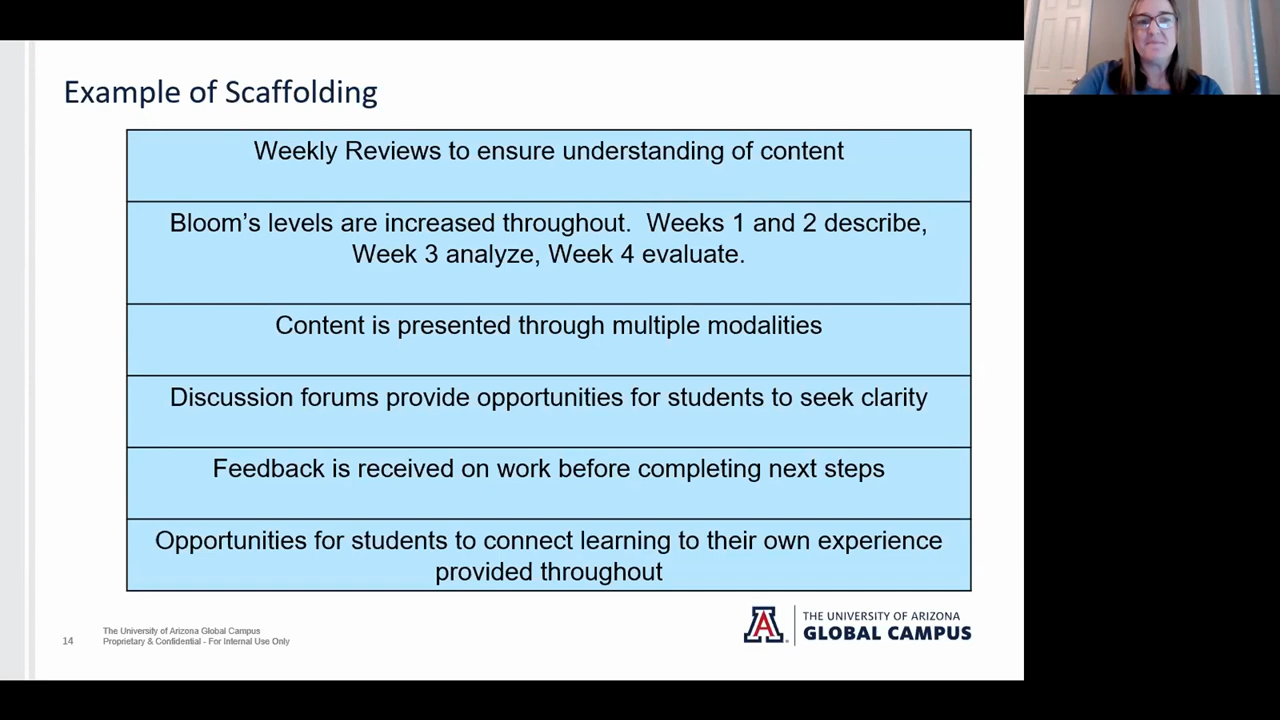 Example of Scaffolding
Weekly Reviews to ensure understanding of content
Bloom’s levels are increased throughout.  Weeks 1 and 2 describe,
Week 3 analyze, Week 4 evaluate.
Content is presented through multiple modalities
Discussion forums provide opportunities for students to seek clarity
Feedback is received on work before completing next steps
Opportunities for students to connect learning to their own experience
provided throughout
14
The University of Arizona Global Campus
Proprietary & Confidential - For Internal Use Only
A
THE UNIVERSITY OF ARIZONA
GLOBAL CAMPUS